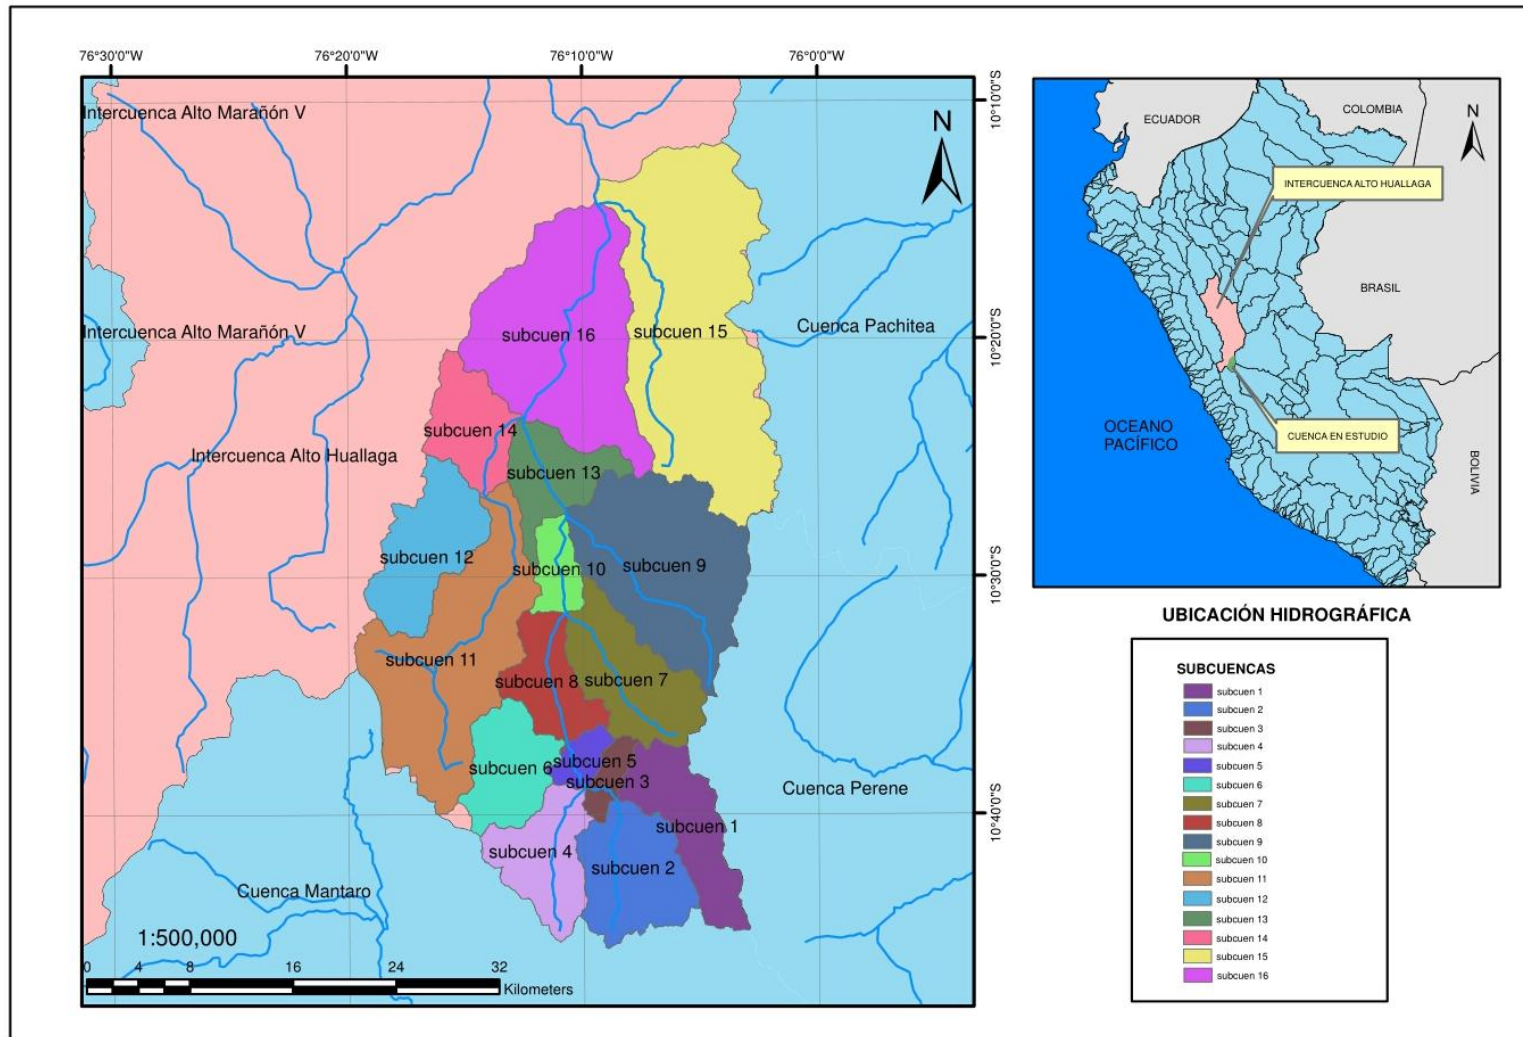 76°30'0"W
76°20'0"W
76°10'0"W
76°0'0"W
10°10'0"S
10°20'0"S
10°30'0"S
10°40'0"S
N
Intercuenca Alto Marañón V
Intercuenca Alto Marañón V
Intercuenca Alto Huallaga
Cuenca Pachitea
Cuenca Perene
Cuenca Mantaro
subcuen 16
subcuen 15
subcuen 14
subcuen 13
subcuen 12
subcuen 10
subcuen 9
subcuen 11
subcuen 8
subcuen 7
subcuen 6
subcuen 5
subcuen 3
subcuen 1
subcuen 4
subcuen 2
1:500,000
0 4 8 16 24 32
Kilometers
ECUADOR
COLOMBIA
N
INTERCUENCA ALTO HUALLAGA
BRASIL
OCEANO
PACÍFICO
CUENCA EN ESTUDIO
BOLIVIA
UBICACIÓN HIDROGRÁFICA
SUBCUENCAS
subcuen 1
subcuen 2
subcuen 3
subcuen 4
subcuen 5
subcuen 6
subcuen 7
subcuen 8
subcuen 9
subcuen 10
subcuen 11
subcuen 12
subcuen 13
subcuen 14
subcuen 15
subcuen 16